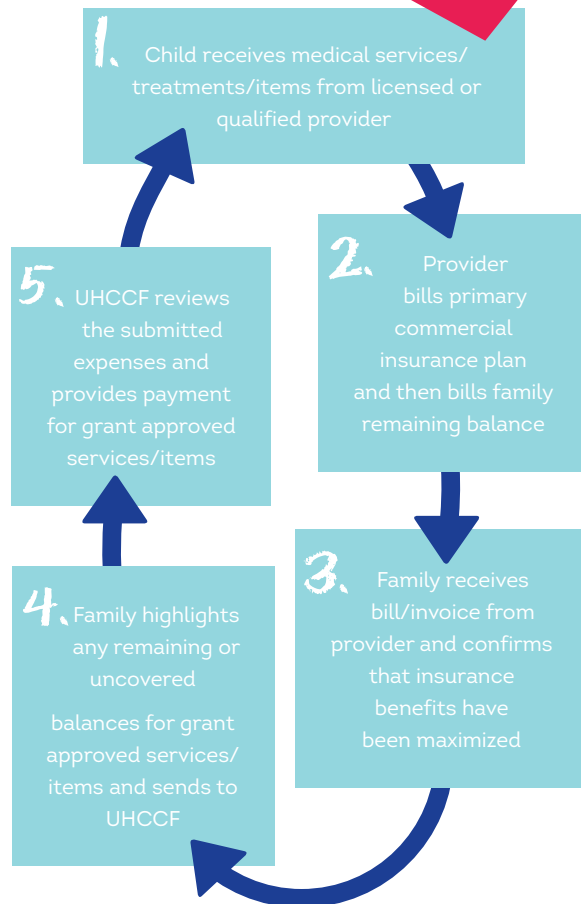 1.
Child receives medical services/
treatments/items from licensed or
qualified provider
2.
Provider
bills primary
commercial
insurance plan
and then bills family
remaining balance
3.
Family receives
bill/invoice from
provider and confirms
that insurance
benefits have
been maximized
4.
Family highlights
any remaining or
uncovered
balances for grant
approved services/
items and sends to
UHCCF
5.
UHCCF reviews
the submitted
expenses and
provides payment
for grant approved
services/items